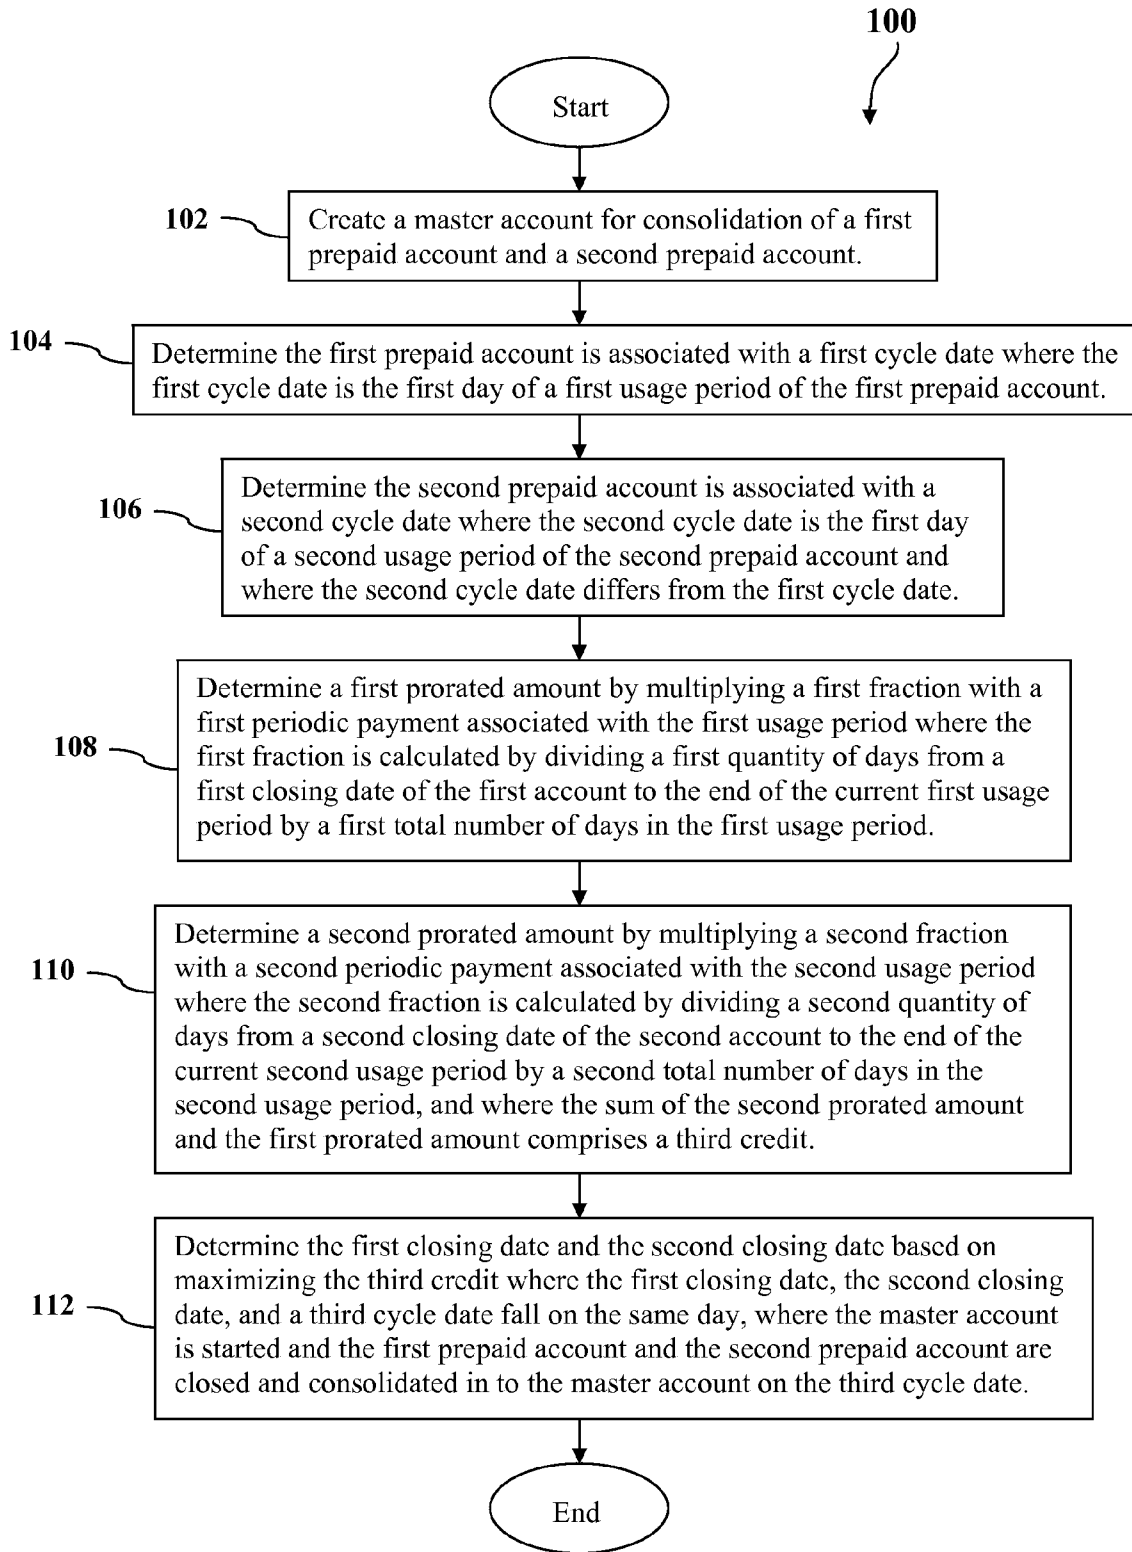 100
Start
102
Create a master account for consolidation of a first
prepaid account and a second prepaid account.
104
Determine the first prepaid account is associated with a first cycle date where the
first cycle date is the first day of a first usage period of the first prepaid account.
106
Determine the second prepaid account is associated with a
second cycle date where the second cycle date is the first day
of a second usage period of the second prepaid account and
where the second cycle date differs from the first cycle date.
108
Determine a first prorated amount by multiplying a first fraction with a
first periodic payment associated with the first usage period where the
first fraction is calculated by dividing a first quantity of days from a
first closing date of the first account to the end of the current first usage
period by a first total number of days in the first usage period.
110
Determine a second prorated amount by multiplying a second fraction
with a second periodic payment associated with the second usage period
where the second fraction is calculated by dividing a second quantity of
days from a second closing date of the second account to the end of the
current second usage period by a second total number of days in the
second usage period, and where the sum of the second prorated amount
and the first prorated amount comprises a third credit.
112
Determine the first closing date and the second closing date based on
maximizing the third credit where the first closing date, the second closing
date, and a third cycle date fall on the same day, where the master account
is started and the first prepaid account and the second prepaid account are
closed and consolidated in to the master account on the third cycle date.
End